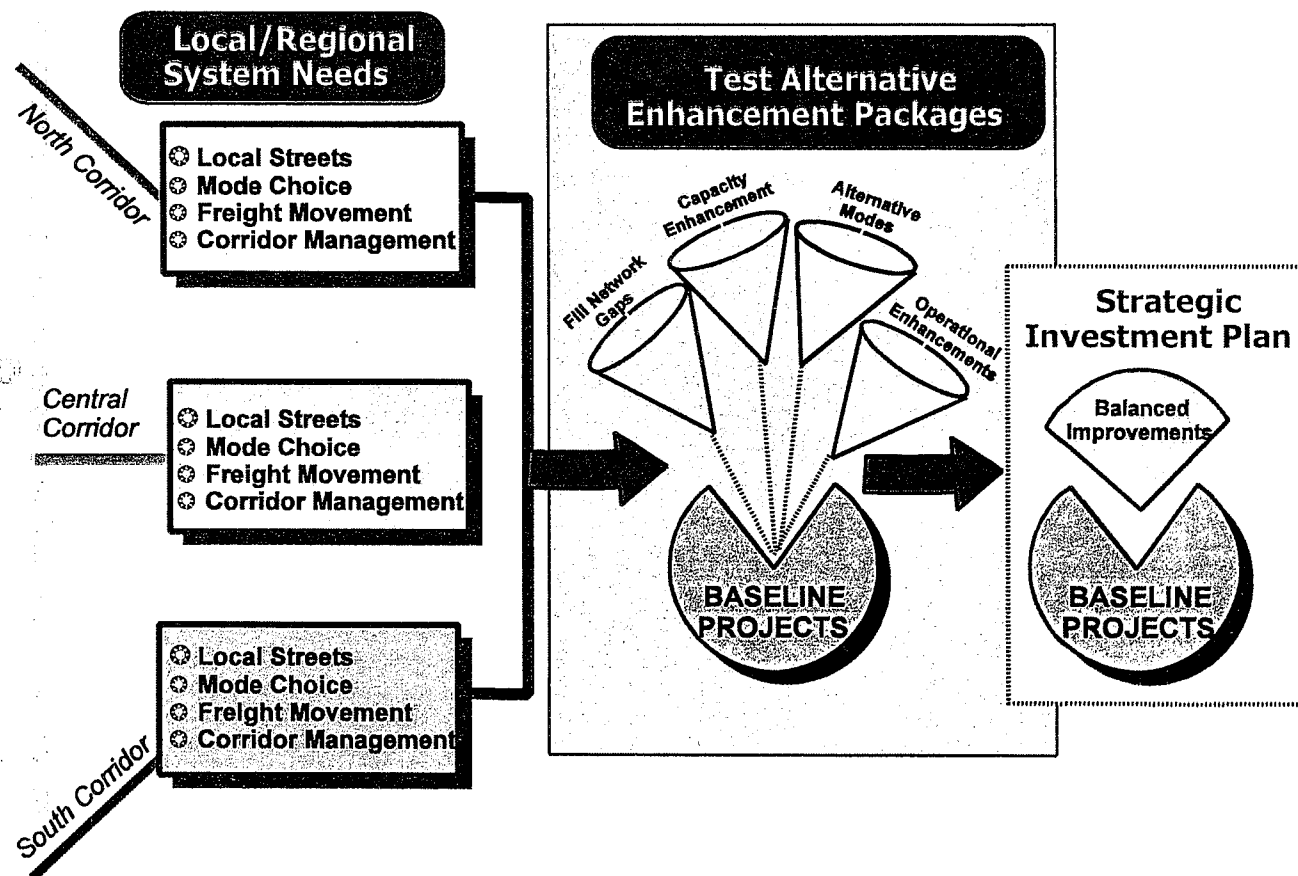 Local/Regional
System Needs
North Corridor
Local Streets
Mode Choice
Freight Movement
Corridor Management
Central
Corridor
Local Streets
Mode Choice
Freight Movement
Corridor Management
South Corridor
Local Streets
Mode Choice
Freight Movement
Corridor Management
Test Alternative
Enhancement Packages
Fill Network
Gaps
Capacity
Enhancement
Alternative
Modes
Operational
Enhancements
BASELINE
PROJECTS
Strategic
Investment Plan
Balanced
Improvements
BASELINE
PROJECTS